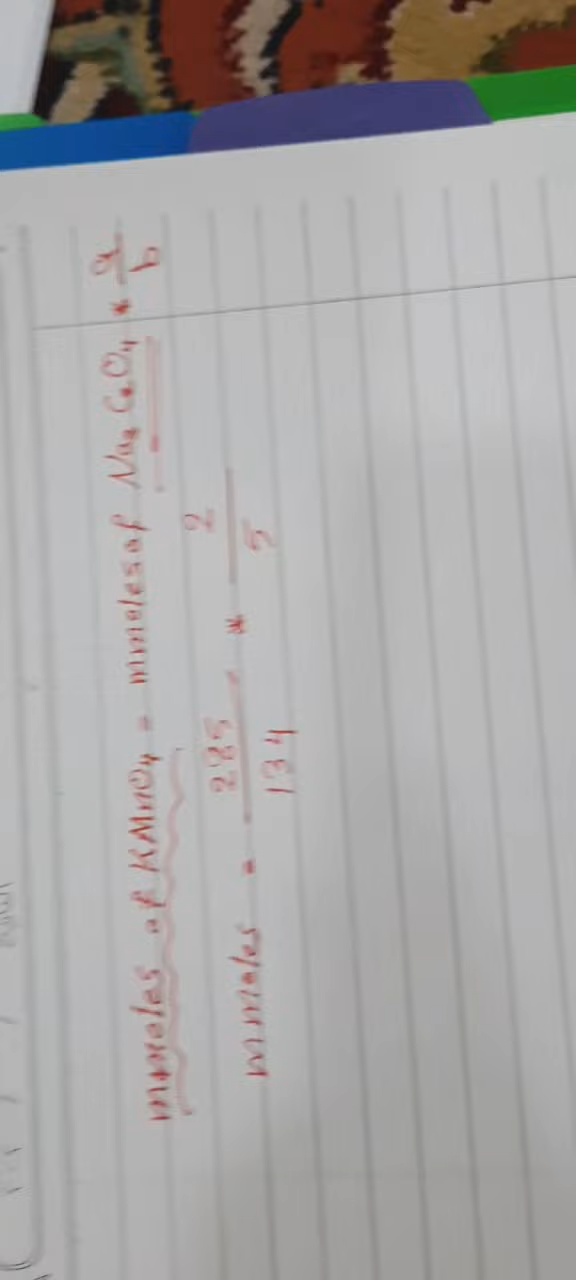 mmoles of KMnO4 = mmoles of Na2C2O4 * a/b
mmoles = 285/134 * 2/5